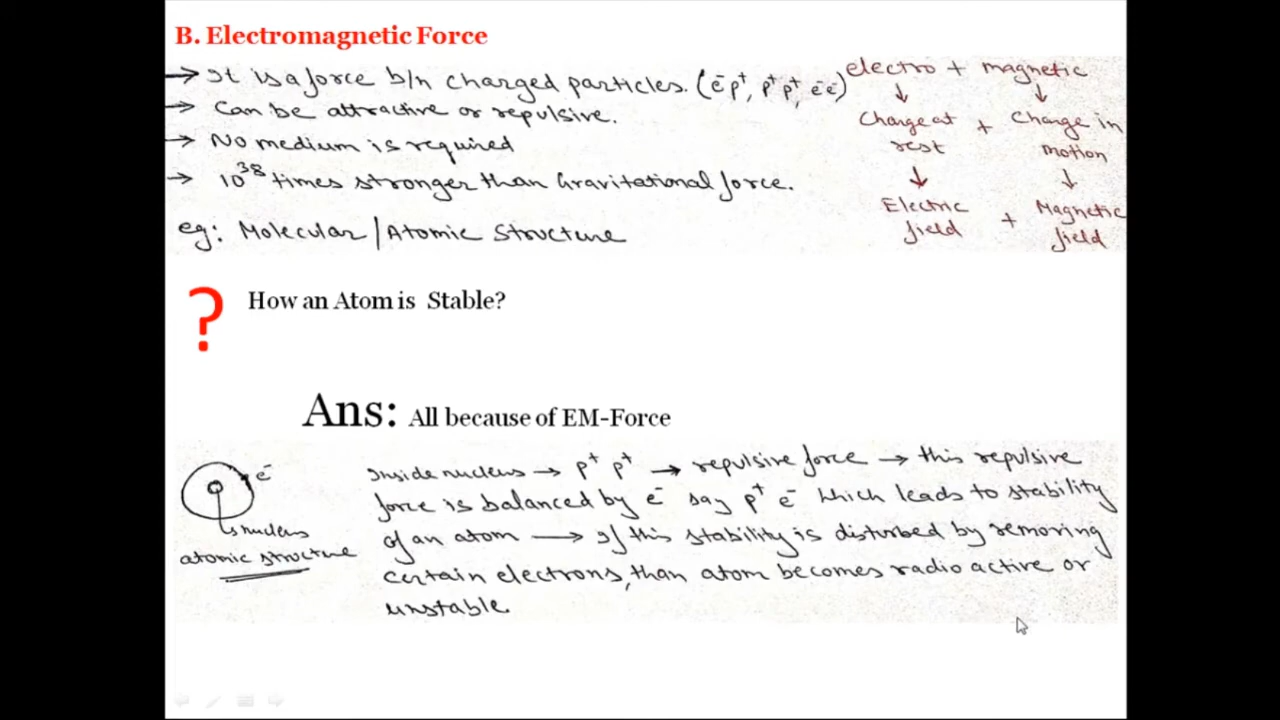 B. Electromagnetic Force
→ It is a force b/n charged particles. (e⁻p⁺, p⁺p⁺, e⁻e⁻)
→ Can be attractive or repulsive.
→ No medium is required
→ 10³⁸ times stronger than Gravitational force.
eg: Molecular/Atomic Structure
electro + magnetic
↓ ↓
Charge at + Change in
rest motion
↓ ↓
Electric + Magnetic
field field
? How an Atom is Stable?
Ans: All because of EM-Force
e⁻
nucleus
atomic structure
Inside nucleus → p⁺ p⁺ → repulsive force → this repulsive
force is balanced by e⁻ say p⁺ e⁻ which leads to stability
of an atom → If this stability is disturbed by removing
certain electrons, than atom becomes radio active or
unstable.